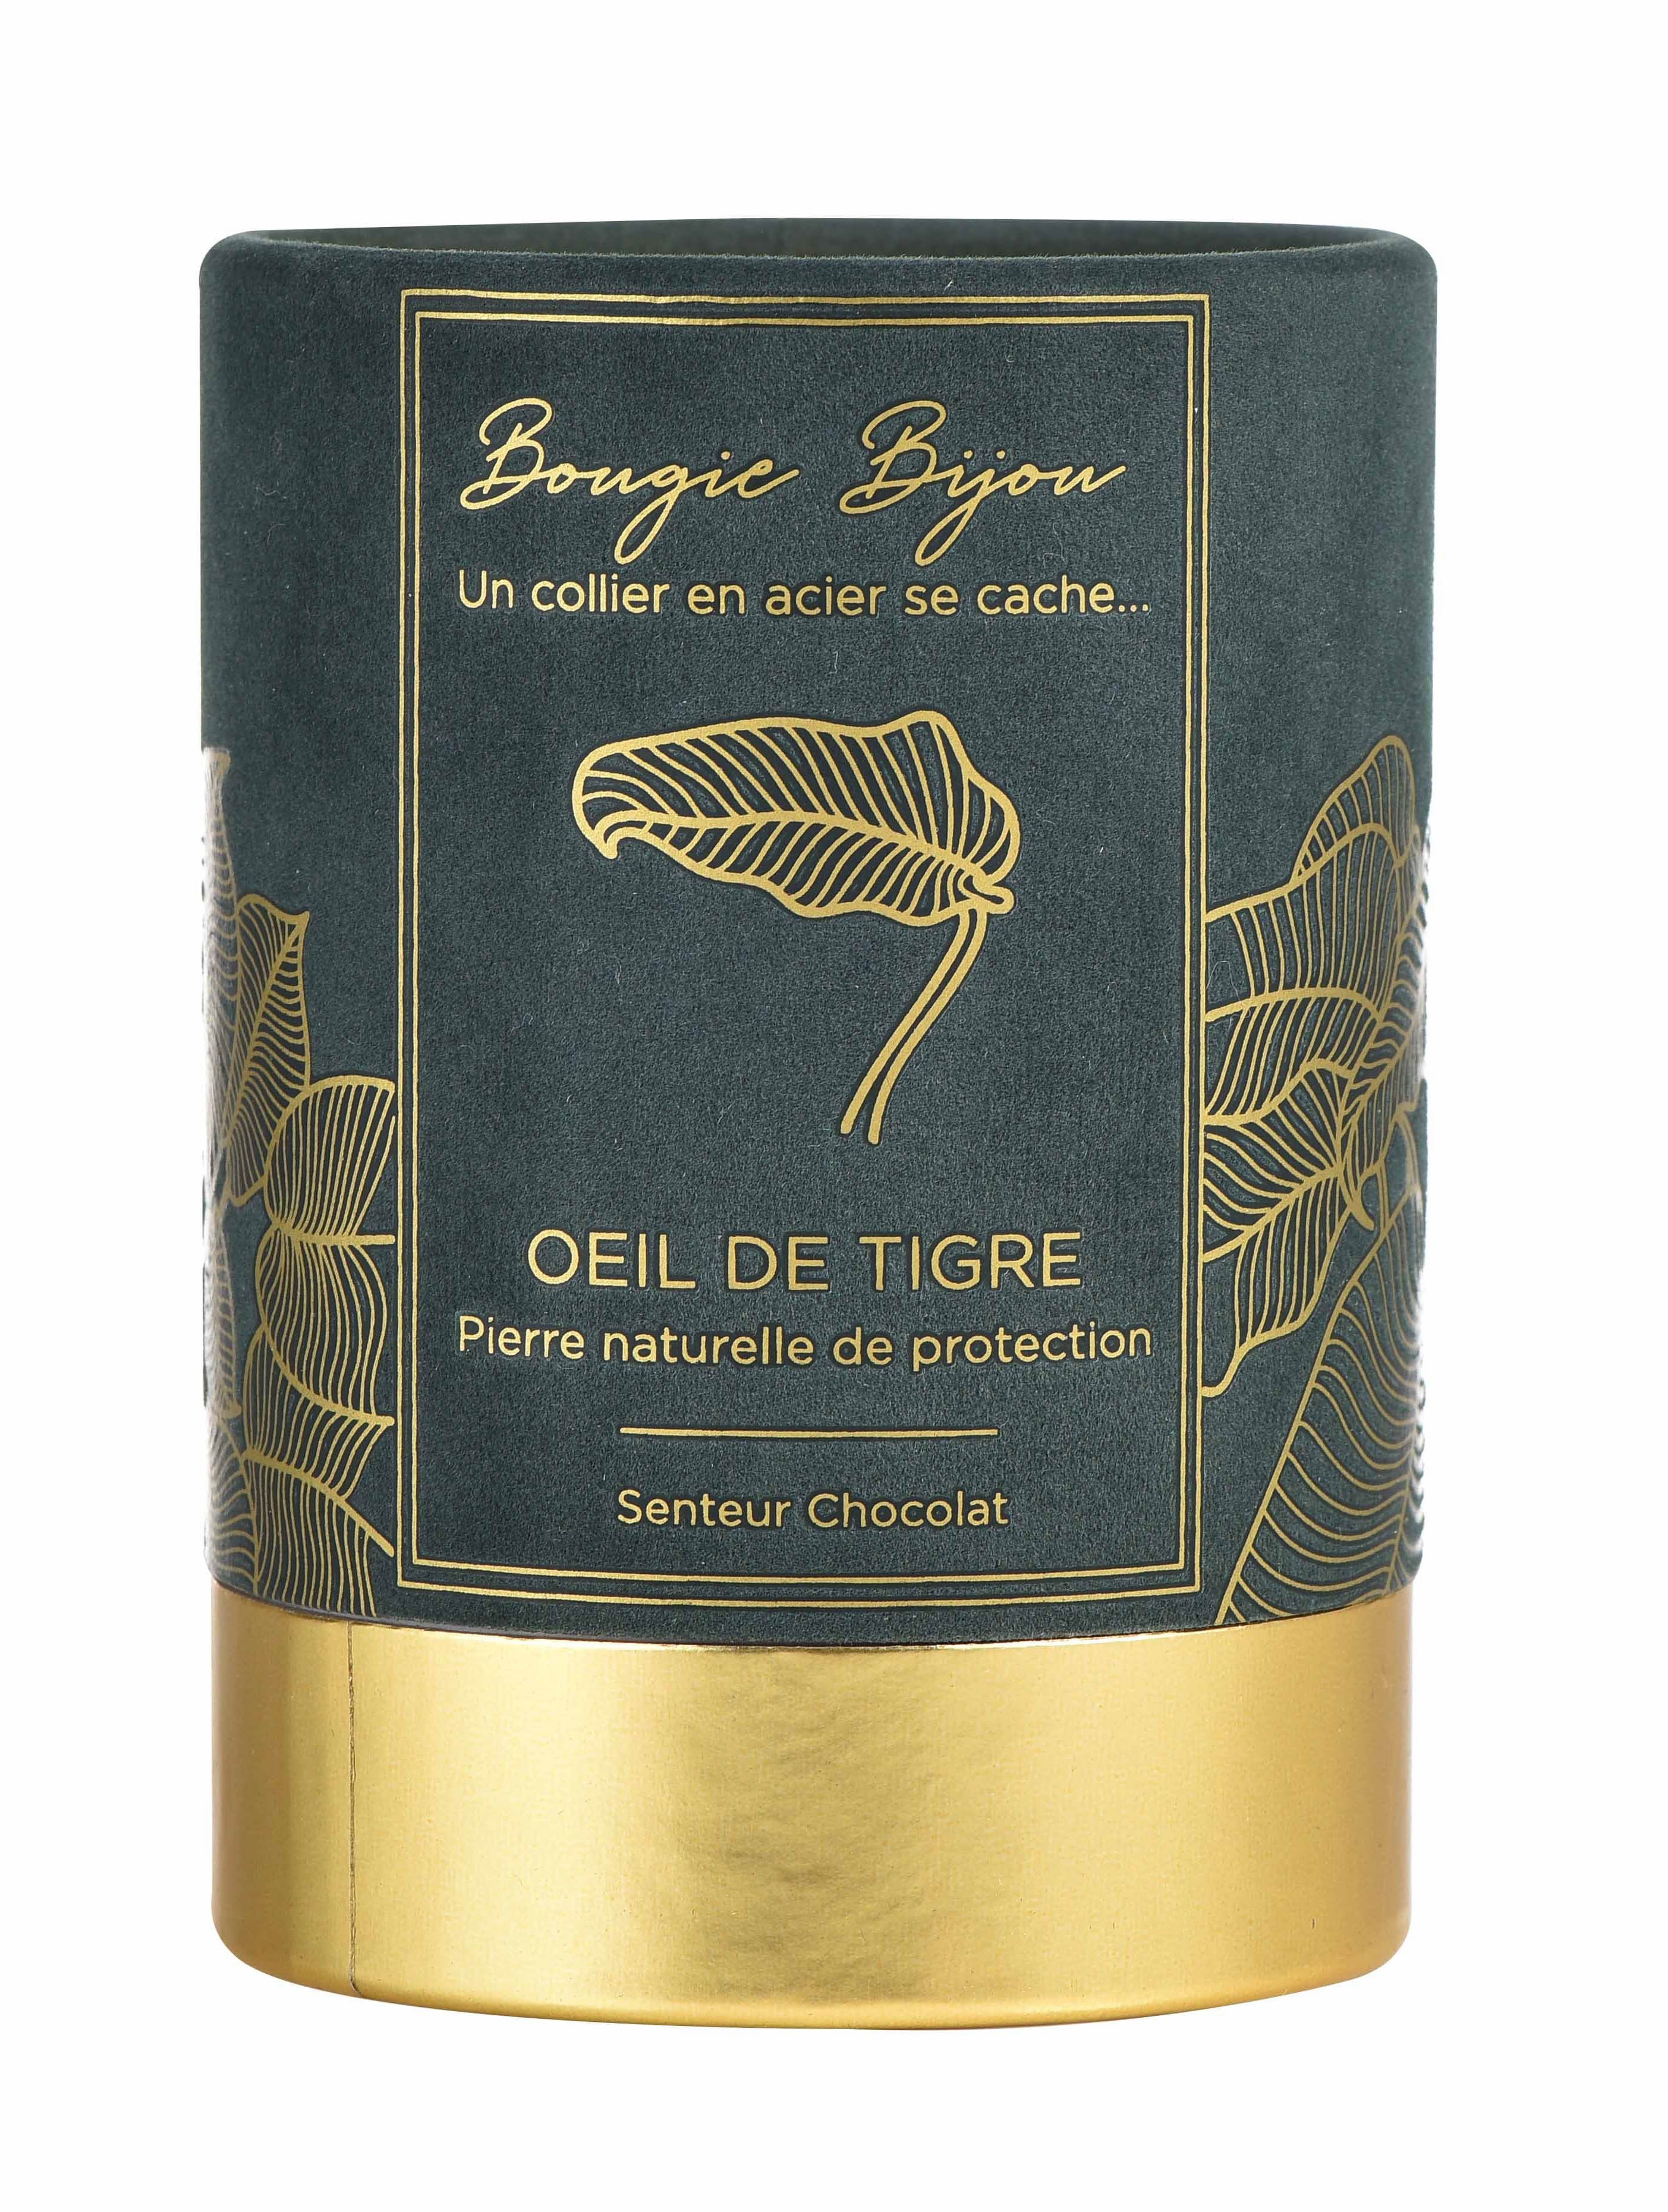 Bougie Bijou
Un collier en acier se cache...
OEIL DE TIGRE
Pierre naturelle de protection
Senteur Chocolat